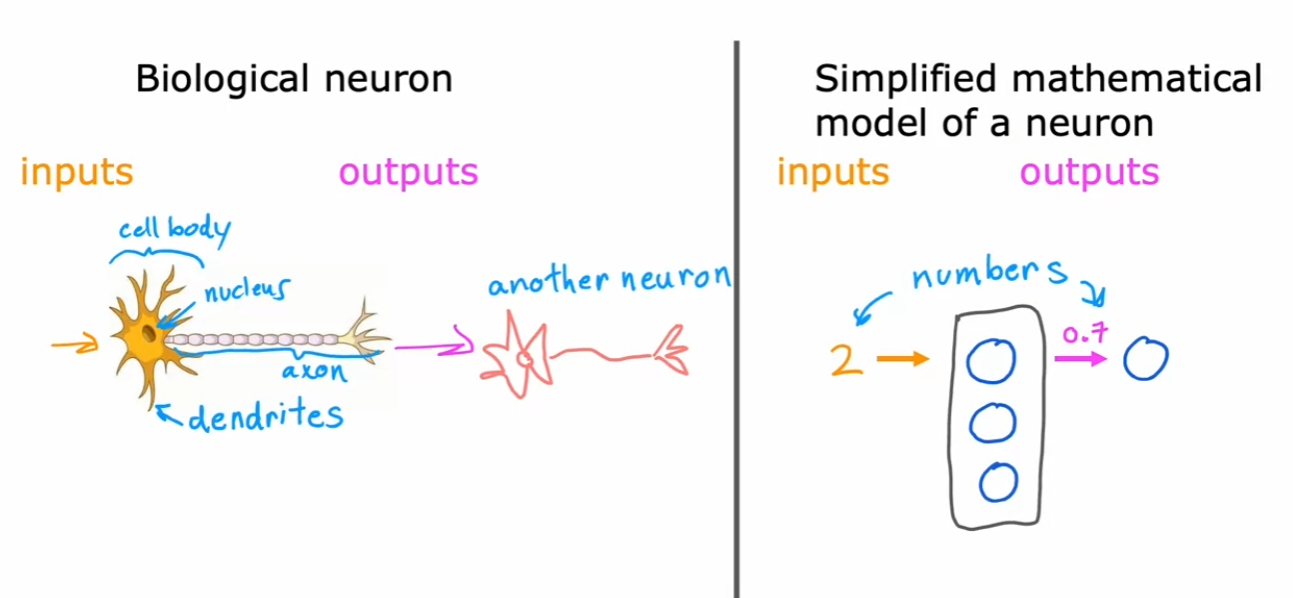 Biological neuron
inputs
outputs
cell body
nucleus
another neuron
axon
dendrites
Simplified mathematical
model of a neuron
inputs
outputs
numbers
2
0.7